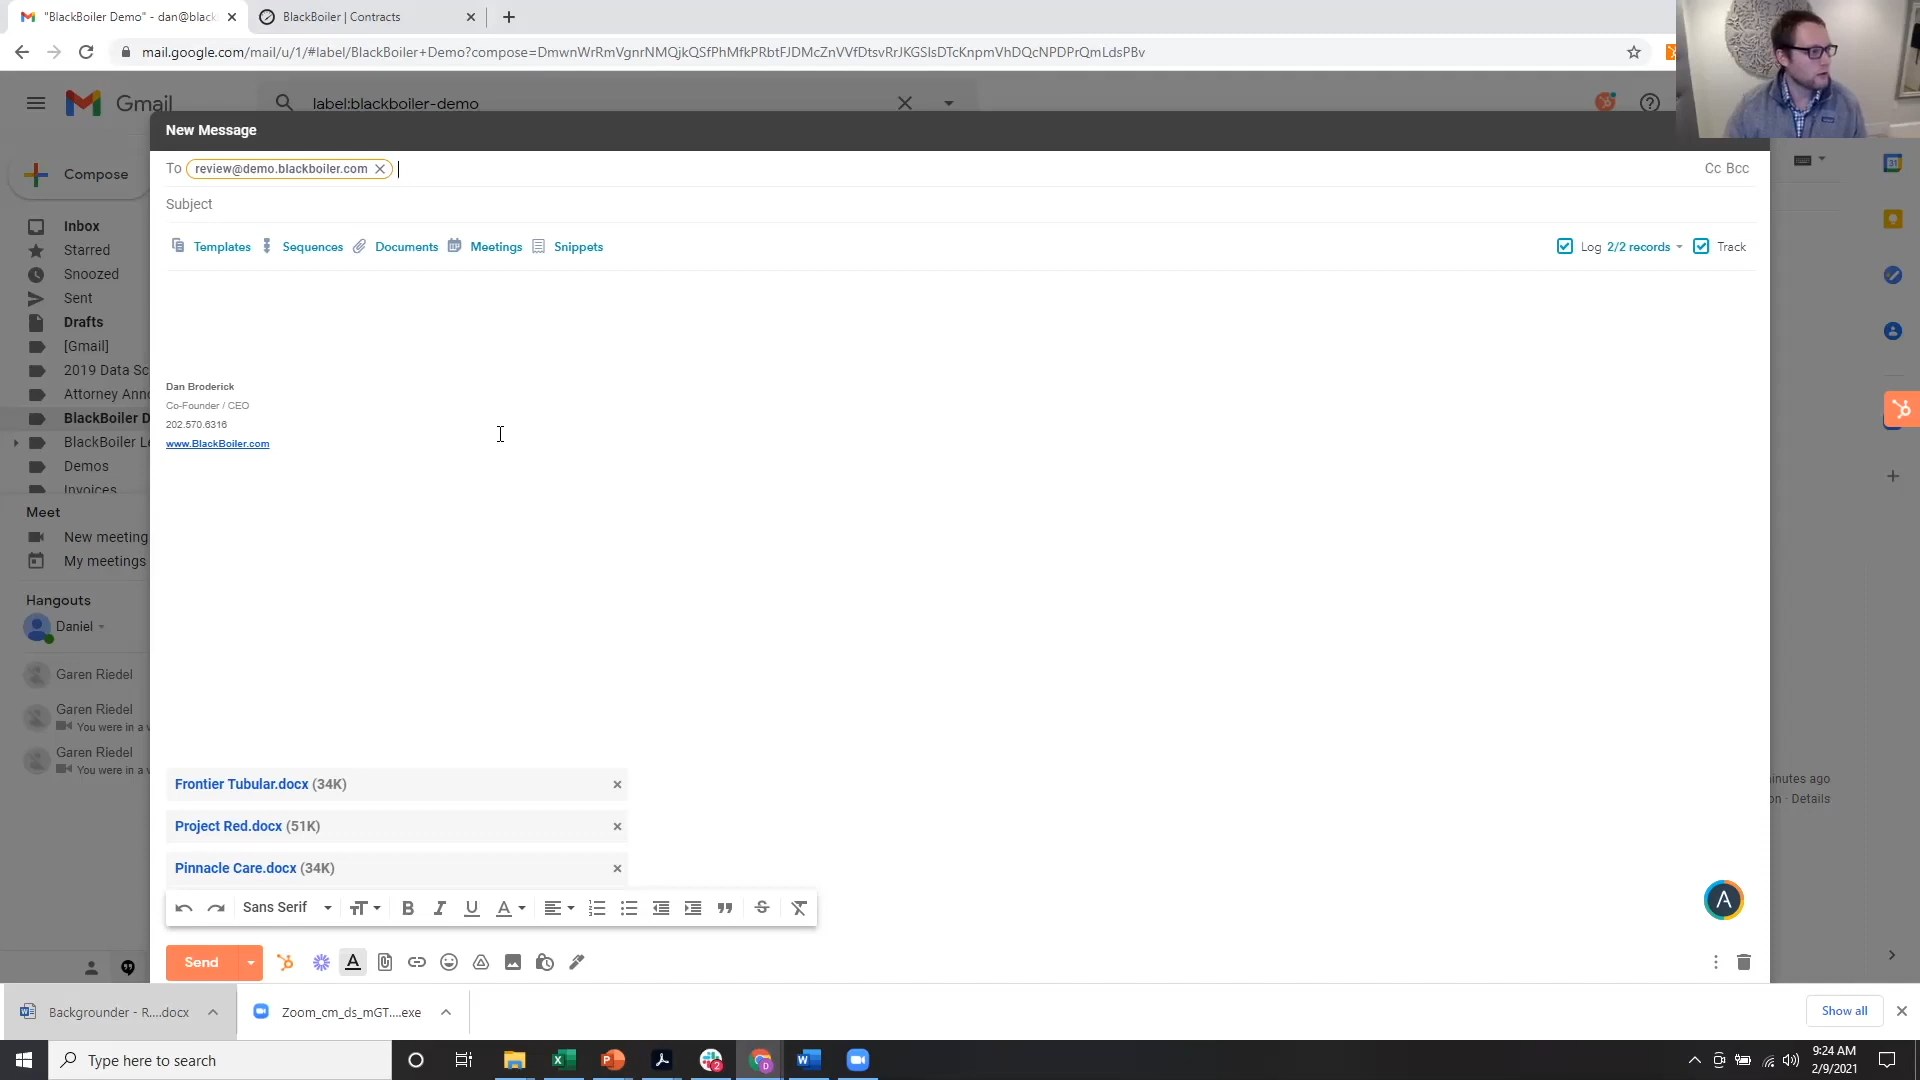 "BlackBoiler Demo" - dan@black
BlackBoiler | Contracts
mail.google.com/mail/u/1/#label/BlackBoiler+Demo?compose=DmwnWrRmVgnrNMQjkQSfPhMfkPRbtFJDMcZnVVfDtsvRrJKGSlsDTcKnpmVhDQcNPDPrQmLdsPBv
Gmail
label:blackboiler-demo
New Message
To review@demo.blackboiler.com
Cc Bcc
Compose
Subject
Templates
Sequences
Documents
Meetings
Snippets
Log 2/2 records
Track
Inbox
Starred
Snoozed
Sent
Drafts
[Gmail]
2019 Data Sc
Attorney Anno
BlackBoiler D
BlackBoiler Le
Demos
Invoices
Meet
New meeting
My meetings
Hangouts
Daniel
Garen Riedel
Garen Riedel
You were in a v
Garen Riedel
You were in a v
Dan Broderick
Co-Founder / CEO
202.570.6316
www.BlackBoiler.com
inutes ago
on · Details
Frontier Tubular.docx (34K)
Project Red.docx (51K)
Pinnacle Care.docx (34K)
Sans Serif
Send
Backgrounder - R....docx
Zoom_cm_ds_mGT....exe
Show all
Type here to search
9:24 AM
2/9/2021